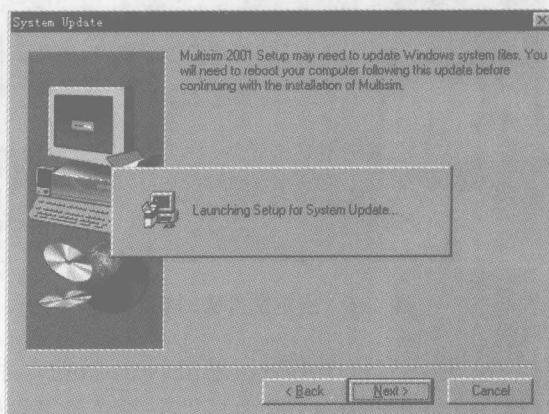 System Update
Multisim 2001 Setup may need to update Windows system files. You
will need to reboot your computer following this update before
continuing with the installation of Multisim.
Launching Setup for System Update...
< Back
Next >
Cancel